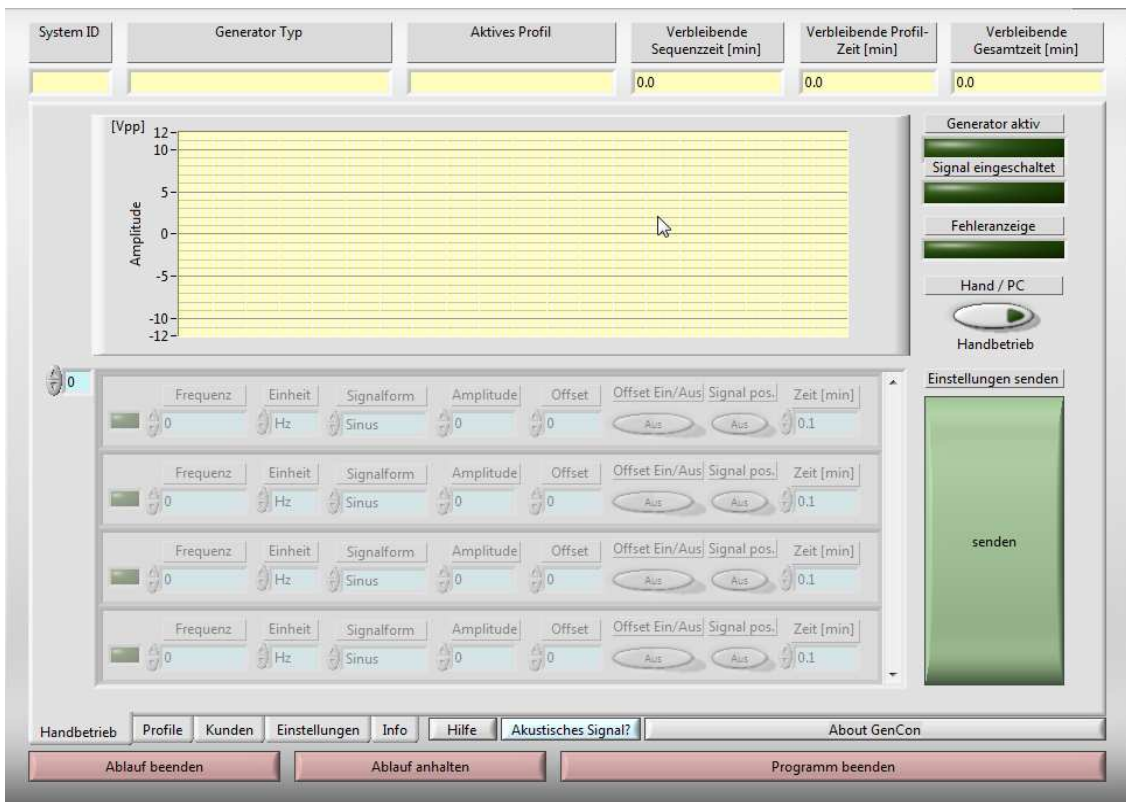 System ID
Generator Typ
Aktives Profil
Verbleibende
Sequenzzeit [min]
Verbleibende Profil-
Zeit [min]
Verbleibende
Gesamtzeit [min]
0.0
0.0
0.0
[Vpp]
12
10
5
0
-5
-10
-12
Amplitude
Generator aktiv
Signal eingeschaltet
Fehleranzeige
Hand / PC
Handbetrieb
0
Frequenz Einheit Signalform Amplitude Offset Offset Ein/Aus Signal pos. Zeit [min]
0 Hz Sinus 0 0 Aus Aus 0.1
Frequenz Einheit Signalform Amplitude Offset Offset Ein/Aus Signal pos. Zeit [min]
0 Hz Sinus 0 0 Aus Aus 0.1
Frequenz Einheit Signalform Amplitude Offset Offset Ein/Aus Signal pos. Zeit [min]
0 Hz Sinus 0 0 Aus Aus 0.1
Frequenz Einheit Signalform Amplitude Offset Offset Ein/Aus Signal pos. Zeit [min]
0 Hz Sinus 0 0 Aus Aus 0.1
Einstellungen senden
senden
Handbetrieb Profile Kunden Einstellungen Info Hilfe Akustisches Signal? About GenCon
Ablauf beenden Ablauf anhalten Programm beenden